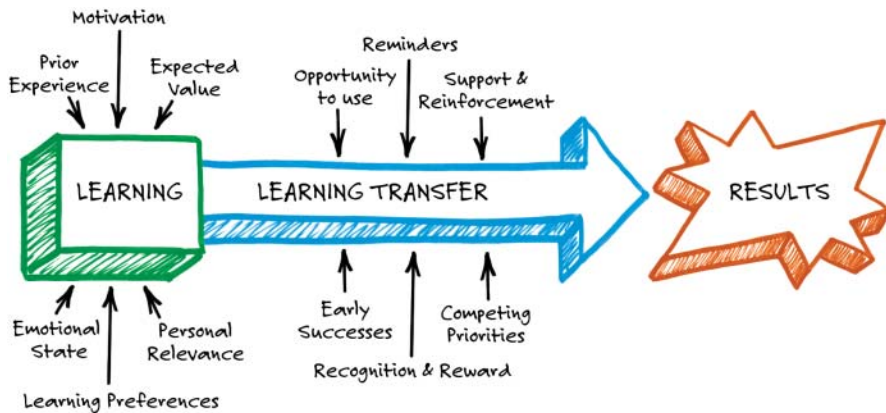 Motivation
Prior
Experience
Expected
Value
Reminders
Opportunity
to use
Support &
Reinforcement
LEARNING
LEARNING TRANSFER
RESULTS
Emotional
State
Personal
Relevance
Learning Preferences
Early
Successes
Competing
Priorities
Recognition & Reward